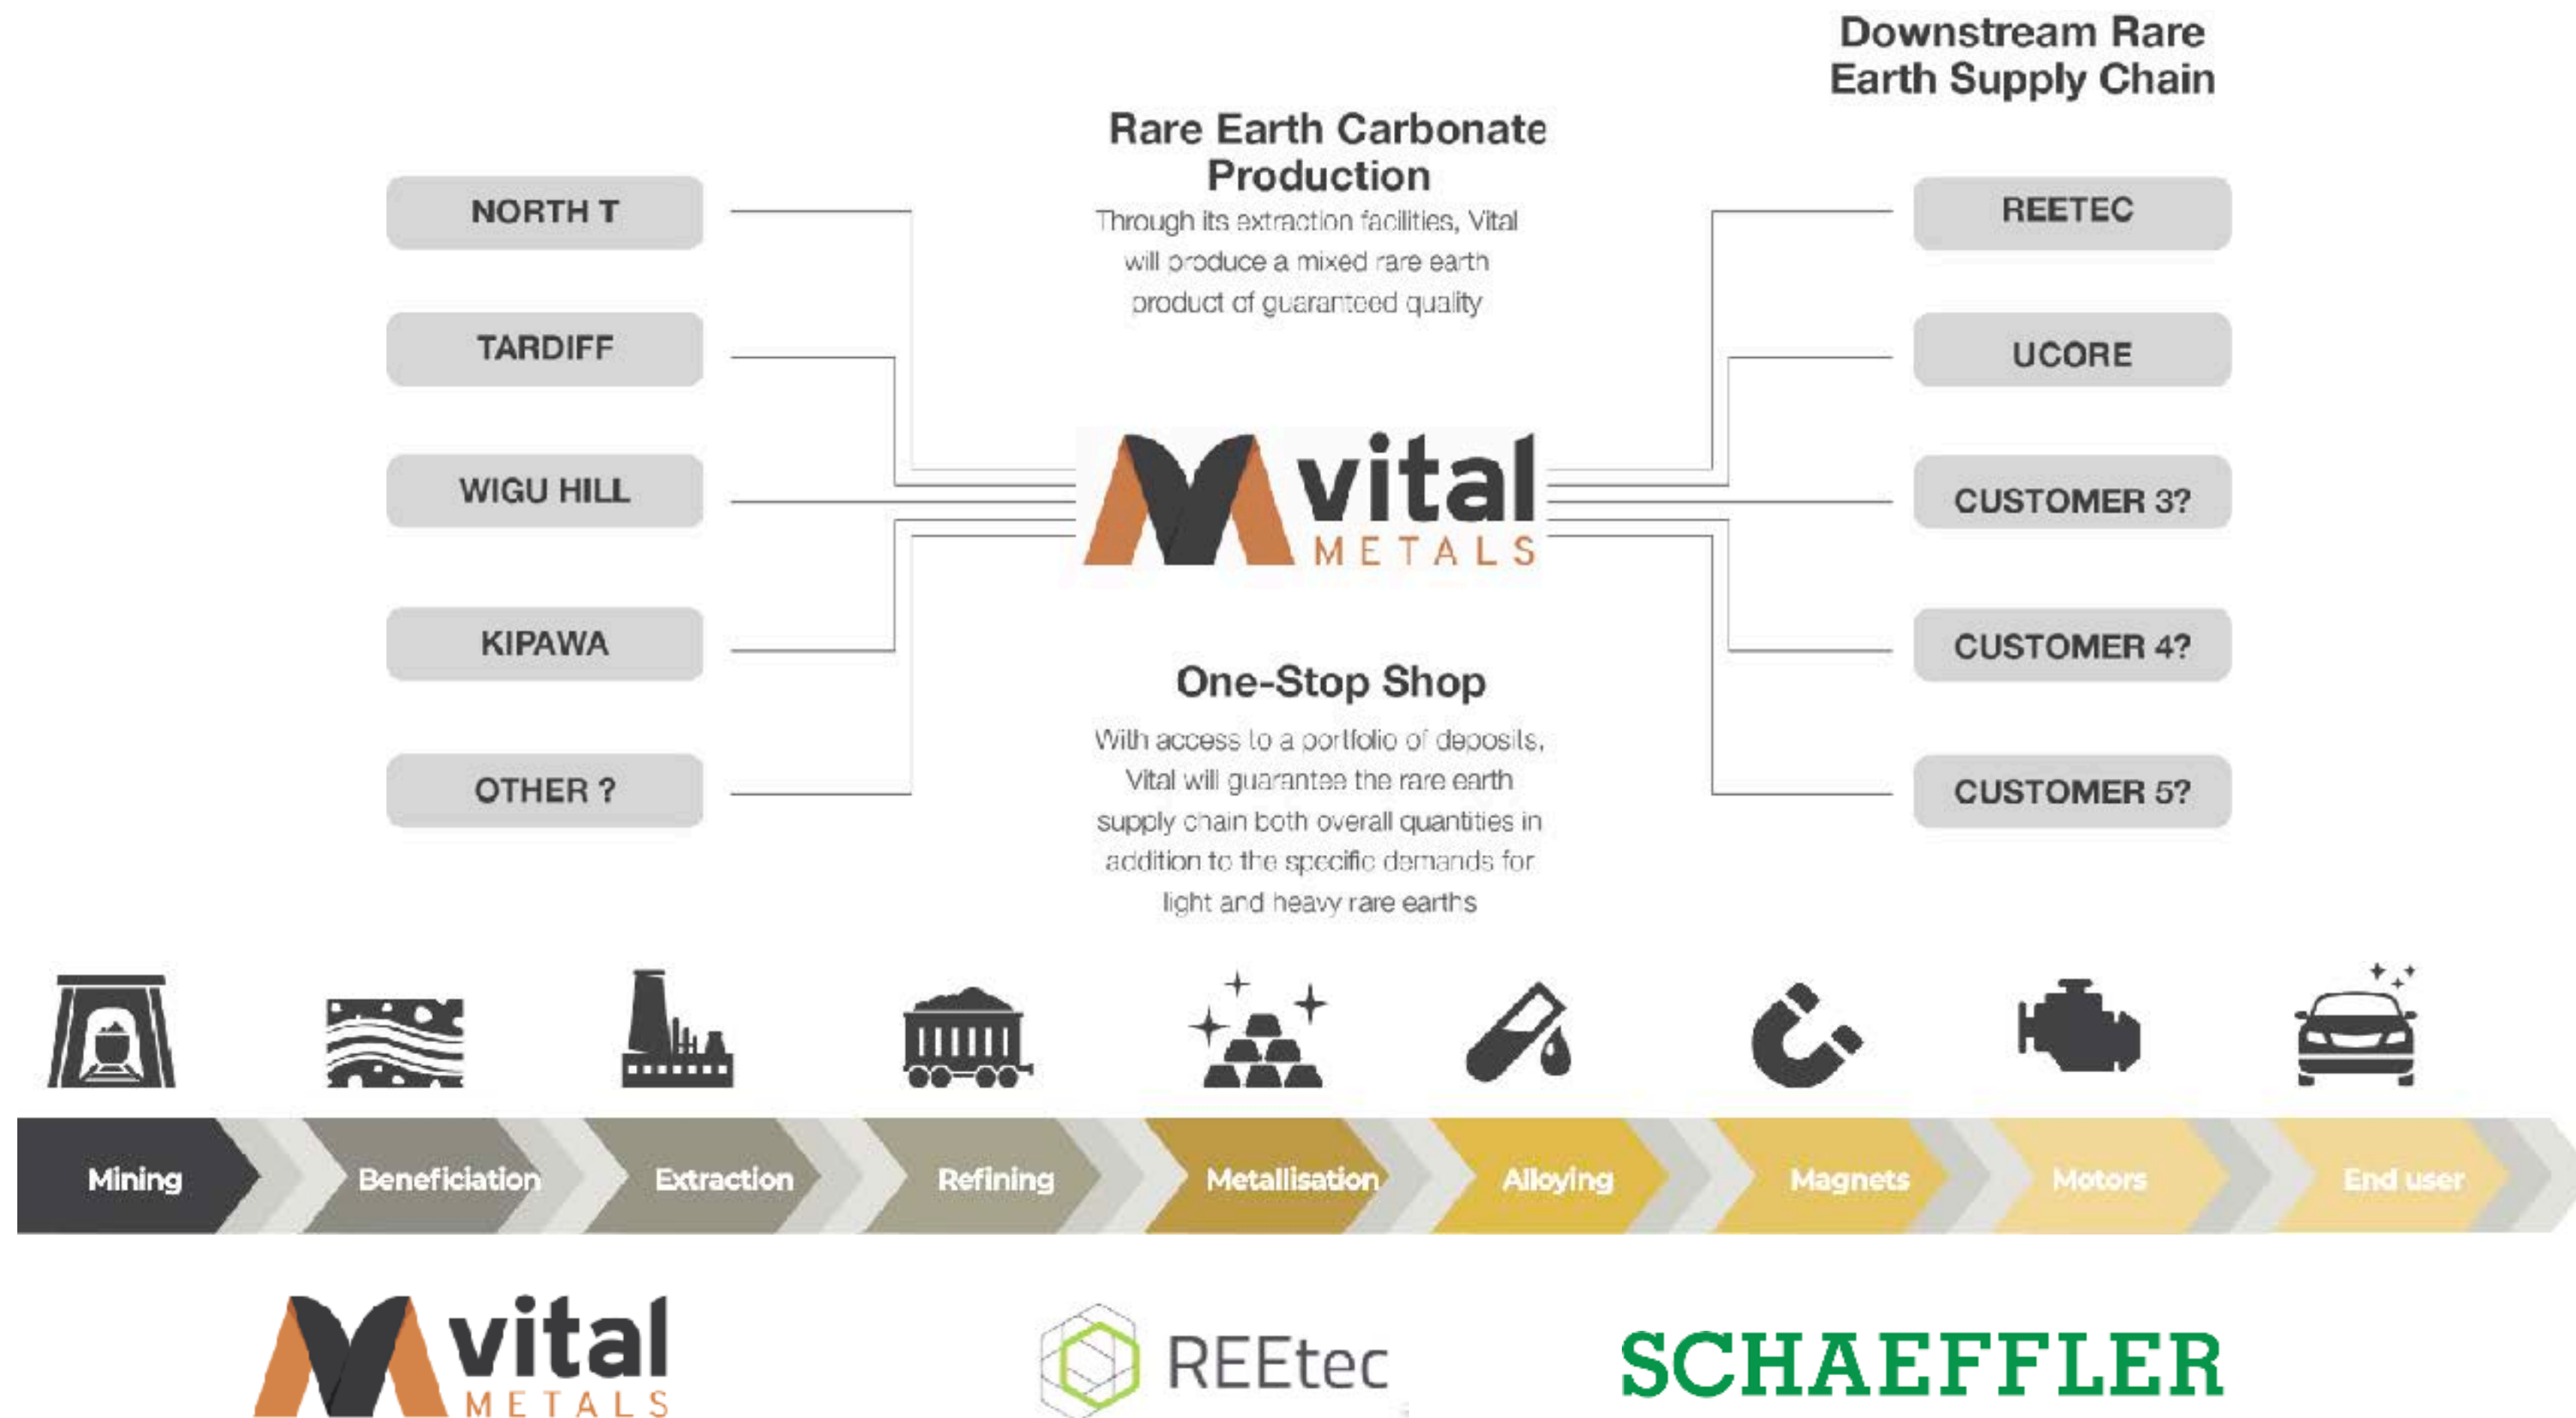 Downstream Rare
Earth Supply Chain
Rare Earth Carbonate
Production
Through its extraction facilities, Vital
will produce a mixed rare earth
product of guaranteed quality
NORTH T
TARDIFF
WIGU HILL
KIPAWA
OTHER ?
vital
METALS
REETEC
UCORE
CUSTOMER 3?
CUSTOMER 4?
CUSTOMER 5?
One-Stop Shop
With access to a portfolio of deposits,
Vital will guarantee the rare earth
supply chain both overall quantities in
addition to the specific demands for
light and heavy rare earths
Mining
Beneficiation
Extraction
Refining
Metallisation
Alloying
Magnets
Motors
End user
vital
METALS
REEtec
SCHAEFFLER